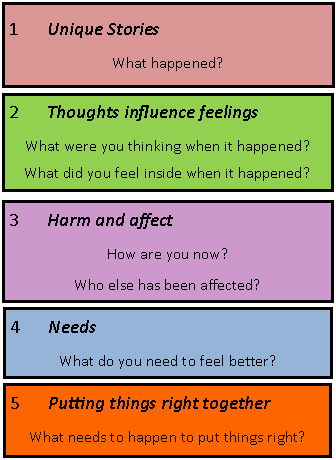 1 Unique Stories
What happened?
2 Thoughts influence feelings
What were you thinking when it happened?
What did you feel inside when it happened?
3 Harm and affect
How are you now?
Who else has been affected?
4 Needs
What do you need to feel better?
5 Putting things right together
What needs to happen to put things right?